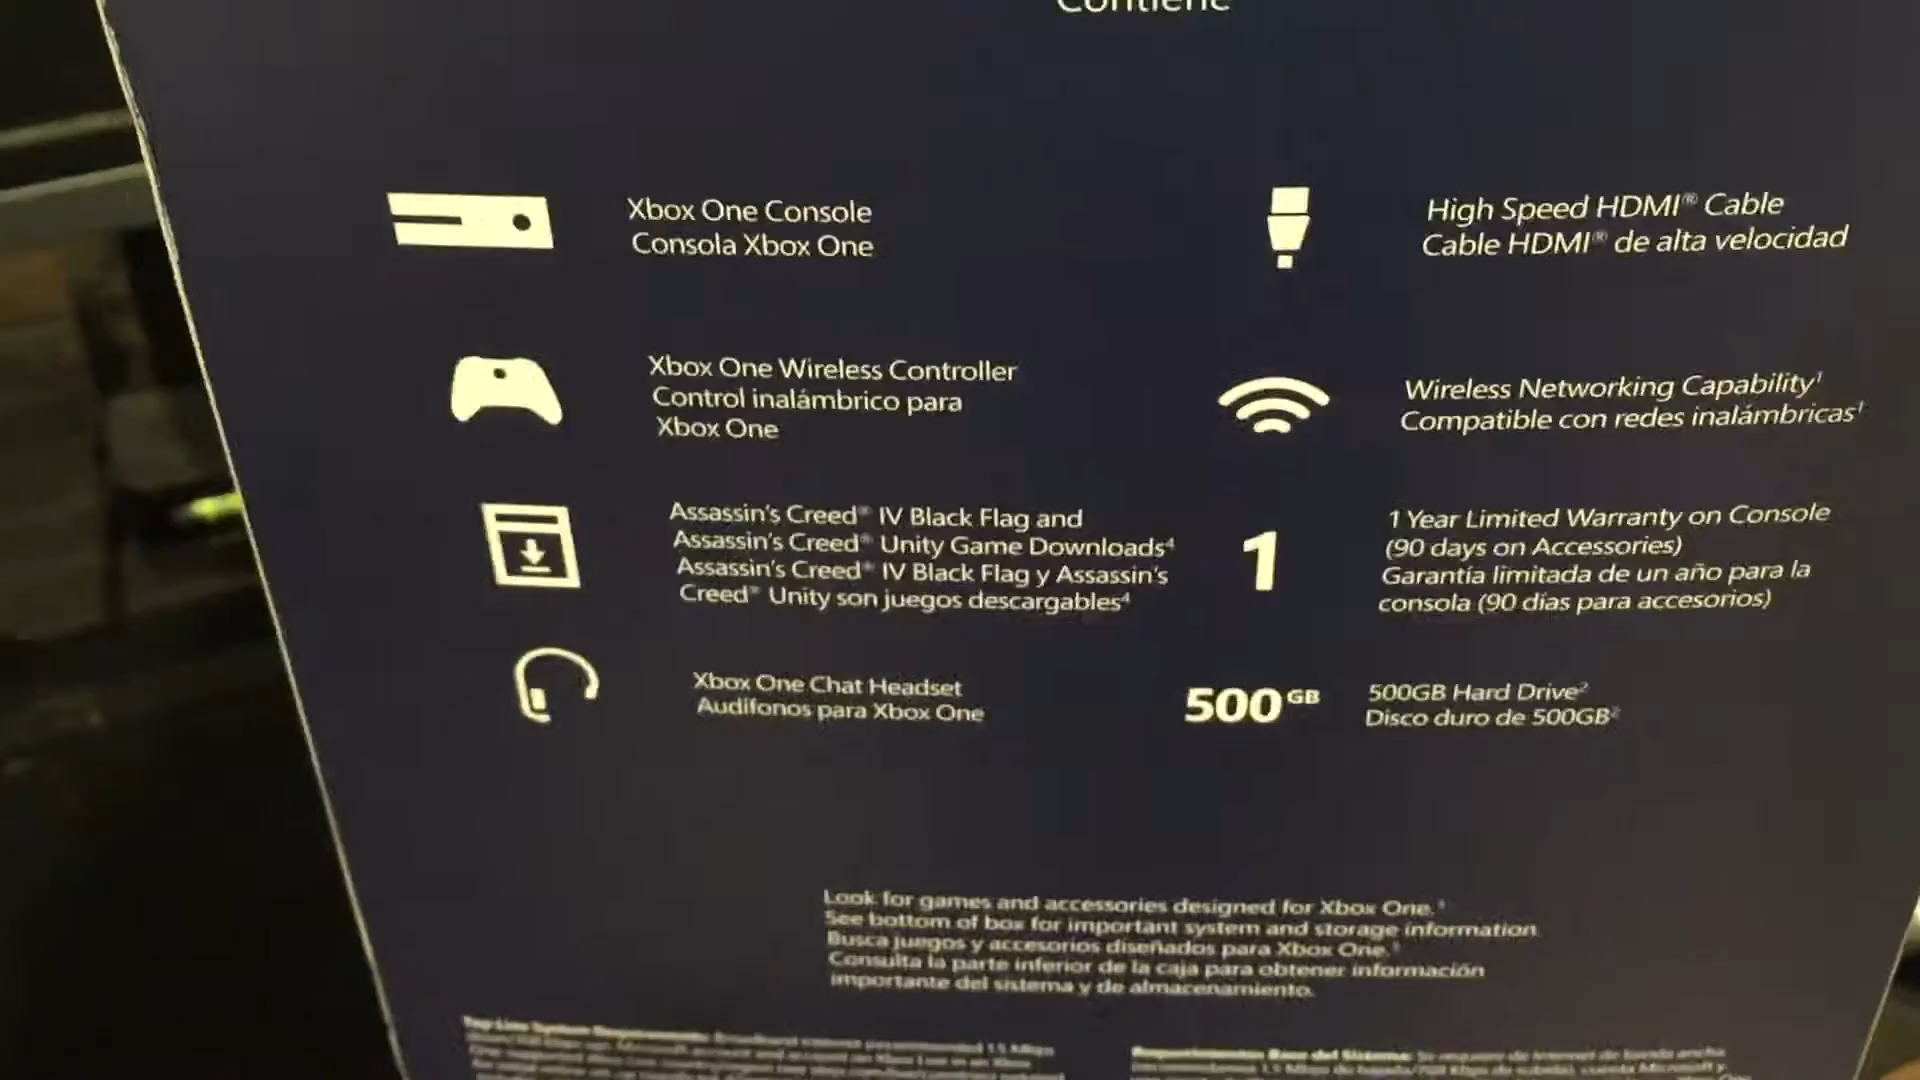 Contiene
Xbox One Console
Consola Xbox One
High Speed HDMI® Cable
Cable HDMI® de alta velocidad
Xbox One Wireless Controller
Control inalámbrico para
Xbox One
Wireless Networking Capability¹
Compatible con redes inalámbricas¹
Assassin's Creed® IV Black Flag and
Assassin's Creed® Unity Game Downloads⁴
Assassin's Creed® IV Black Flag y Assassin's
Creed® Unity son juegos descargables⁴
1
1 Year Limited Warranty on Console
(90 days on Accessories)
Garantía limitada de un año para la
consola (90 días para accesorios)
Xbox One Chat Headset
Audífonos para Xbox One
500GB
500GB Hard Drive²
Disco duro de 500GB²
Look for games and accessories designed for Xbox One.³
See bottom of box for important system and storage information
Busca juegos y accesorios diseñados para Xbox One.³
Consulta la parte inferior de la caja para obtener información
importante del sistema y de almacenamiento.